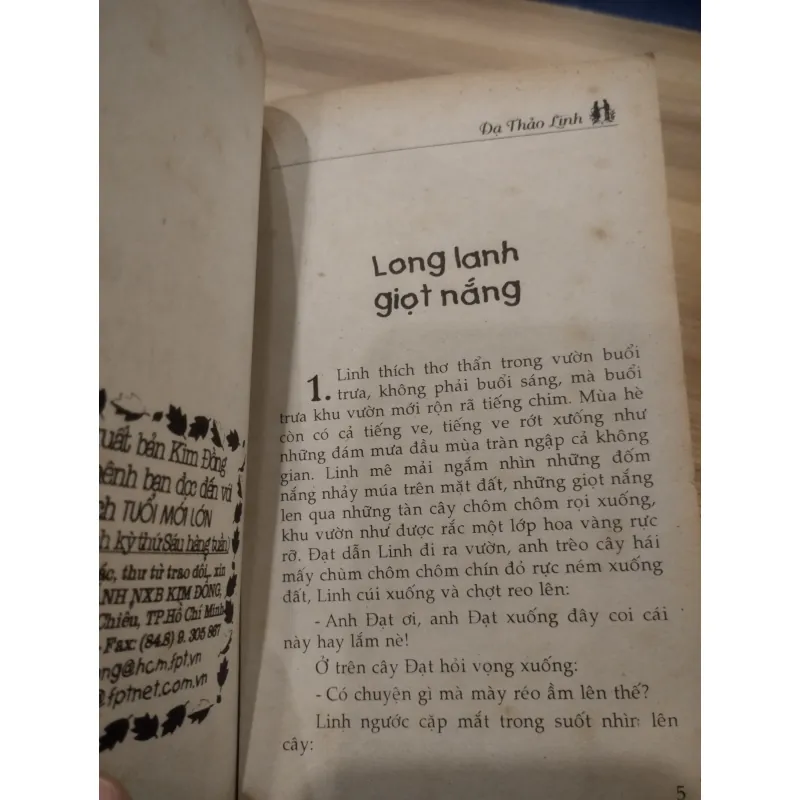 uất bản Kim Đồng
ệnh bạn đọc đến với
ch TUỔI MỚI LỚN
h kỳ thứ Sáu hàng tuần)
ác, thư từ trao đổi, xin
ANH NXB KIM ĐỒNG,
Chiêu, TP.Hồ Chí Minh
- Fax: (84.8) 9. 305 867
ng@hcm.fpt.vn
@fptnet.com.vn
Dạ Thảo Linh
Long lanh
giọt nắng
1. Linh thích thơ thẩn trong vườn buổi
trưa, không phải buổi sáng, mà buổi
trưa khu vườn mới rộn rã tiếng chim. Mùa hè
còn có cả tiếng ve, tiếng ve rớt xuống như
những đám mưa đầu mùa tràn ngập cả không
gian. Linh mê mải ngắm nhìn những đốm
nắng nhảy múa trên mặt đất, những giọt nắng
len qua những tàn cây chôm chôm rọi xuống,
khu vườn như được rắc một lớp hoa vàng rực
rỡ. Đạt dẫn Linh đi ra vườn, anh trèo cây hái
mấy chùm chôm chôm chín đỏ rực ném xuống
đất, Linh cúi xuống và chợt reo lên:
- Anh Đạt ơi, anh Đạt xuống đây coi cái
này hay lắm nè!
Ở trên cây Đạt hỏi vọng xuống:
- Có chuyện gì mà mày réo ầm lên thế?
Linh ngước cặp mắt trong suốt nhìn lên
cây:
5